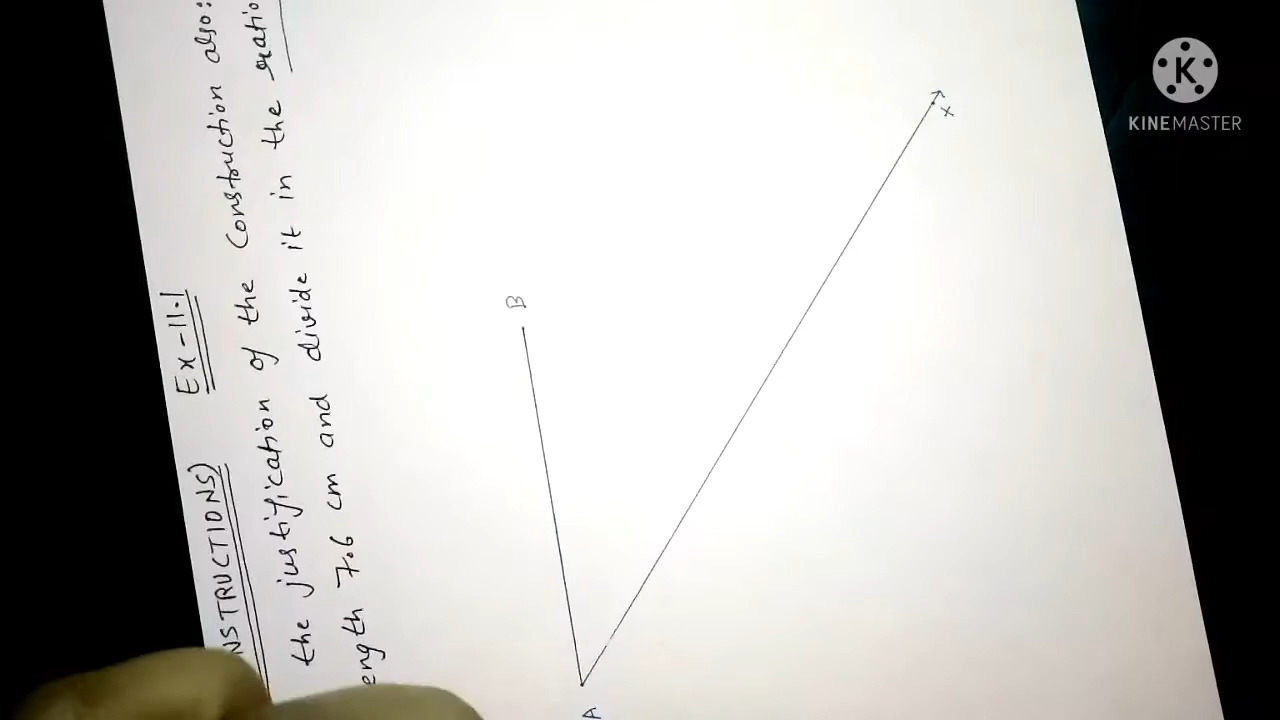 NSTRUCTIONS) Ex-11.1
the justification of the Construction also:
ength 7.6 cm and divide it in the ratio
B
X
A
KINEMASTER